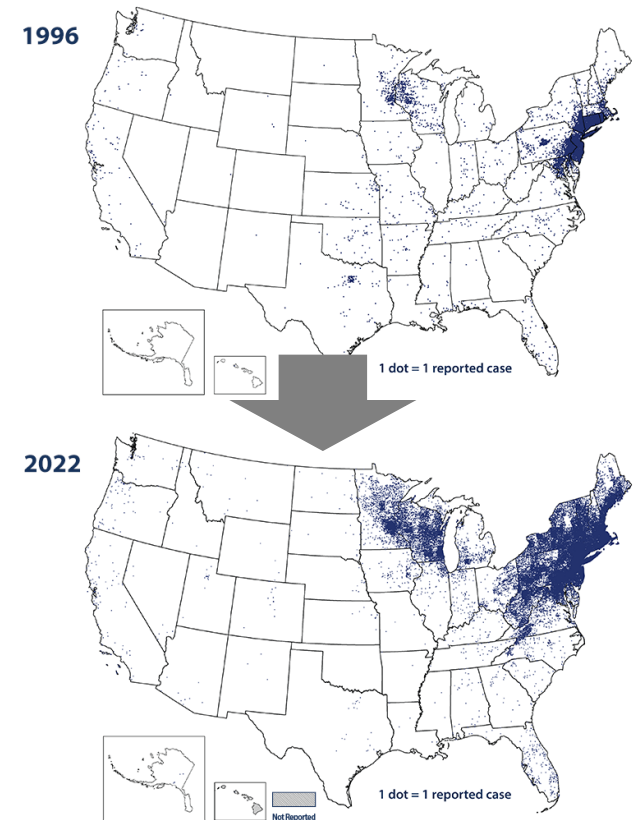 1996
1 dot = 1 reported case
2022
1 dot = 1 reported case
Not Reported